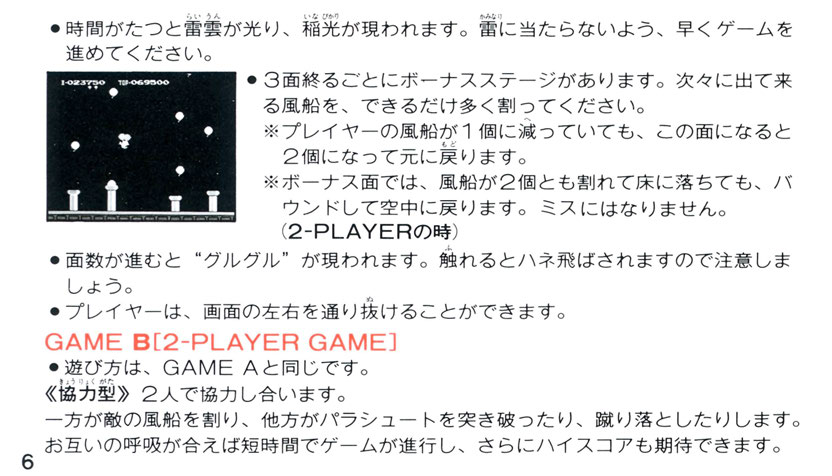 ●時間がたつと雷雲が光り、稲光が現われます。雷に当たらないよう、早くゲームを
進めてください。
I-023750 TOP-069500
●3面終るごとにボーナスステージがあります。次々に出て来
る風船を、できるだけ多く割ってください。
※プレイヤーの風船が1個に減っていても、この面になると
2個になって元に戻ります。
※ボーナス面では、風船が2個とも割れて床に落ちても、バ
ウンドして空中に戻ります。ミスにはなりません。
(2-PLAYERの時)
●面数が進むと“グルグル”が現われます。触れるとハネ飛ばされますので注意しま
しょう。
●プレイヤーは、画面の左右を通り抜けることができます。
GAME B[2-PLAYER GAME]
●遊び方は、GAME Aと同じです。
《協力型》2人で協力し合います。
一方が敵の風船を割り、他方がパラシュートを突き破ったり、蹴り落としたりします。
お互いの呼吸が合えば短時間でゲームが進行し、さらにハイスコアも期待できます。
6